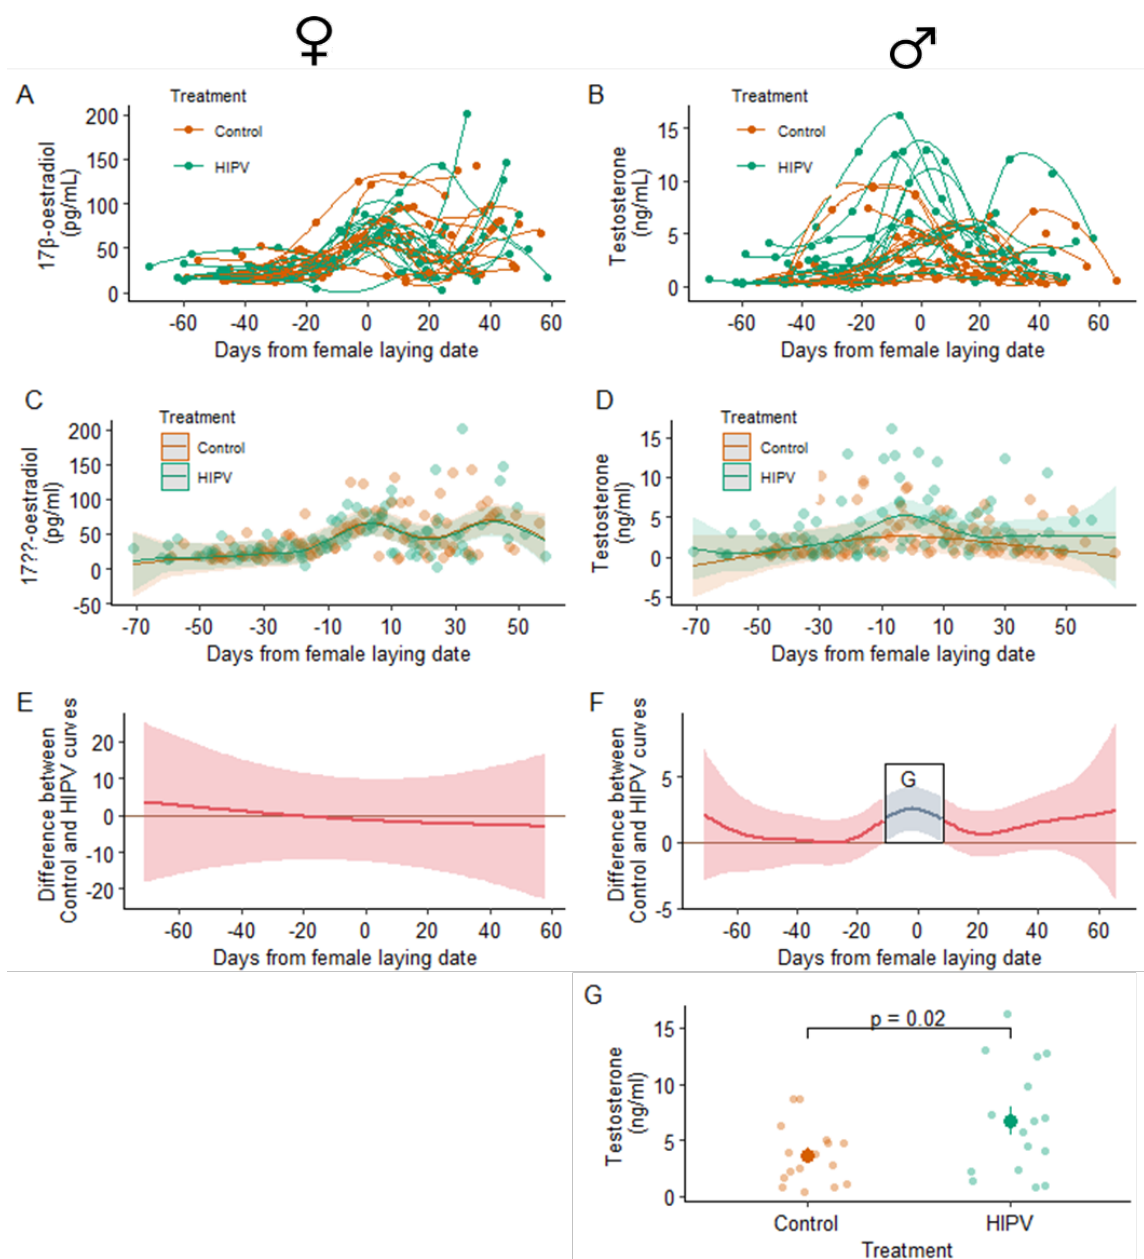 ♀ ♂
A
Treatment
Control
HIPV
17β-oestradiol
(pg/mL)
200
150
100
50
0
-60 -40 -20 0 20 40 60
Days from female laying date
B
Treatment
Control
HIPV
Testosterone
(ng/mL)
15
10
5
0
-60 -40 -20 0 20 40 60
Days from female laying date
C
Treatment
Control
HIPV
17???-oestradiol
(pg/ml)
200
150
100
50
0
-50
-70 -50 -30 -10 10 30 50
Days from female laying date
D
Treatment
Control
HIPV
Testosterone
(ng/ml)
15
10
5
0
-5
-70 -50 -30 -10 10 30 50
Days from female laying date
E
Difference between
Control and HIPV curves
20
10
0
-10
-20
-60 -40 -20 0 20 40 60
Days from female laying date
F
Difference between
Control and HIPV curves
G
5
0
-5
-60 -40 -20 0 20 40 60
Days from female laying date
G
Testosterone
(ng/ml)
p = 0.02
15
10
5
0
Control HIPV
Treatment